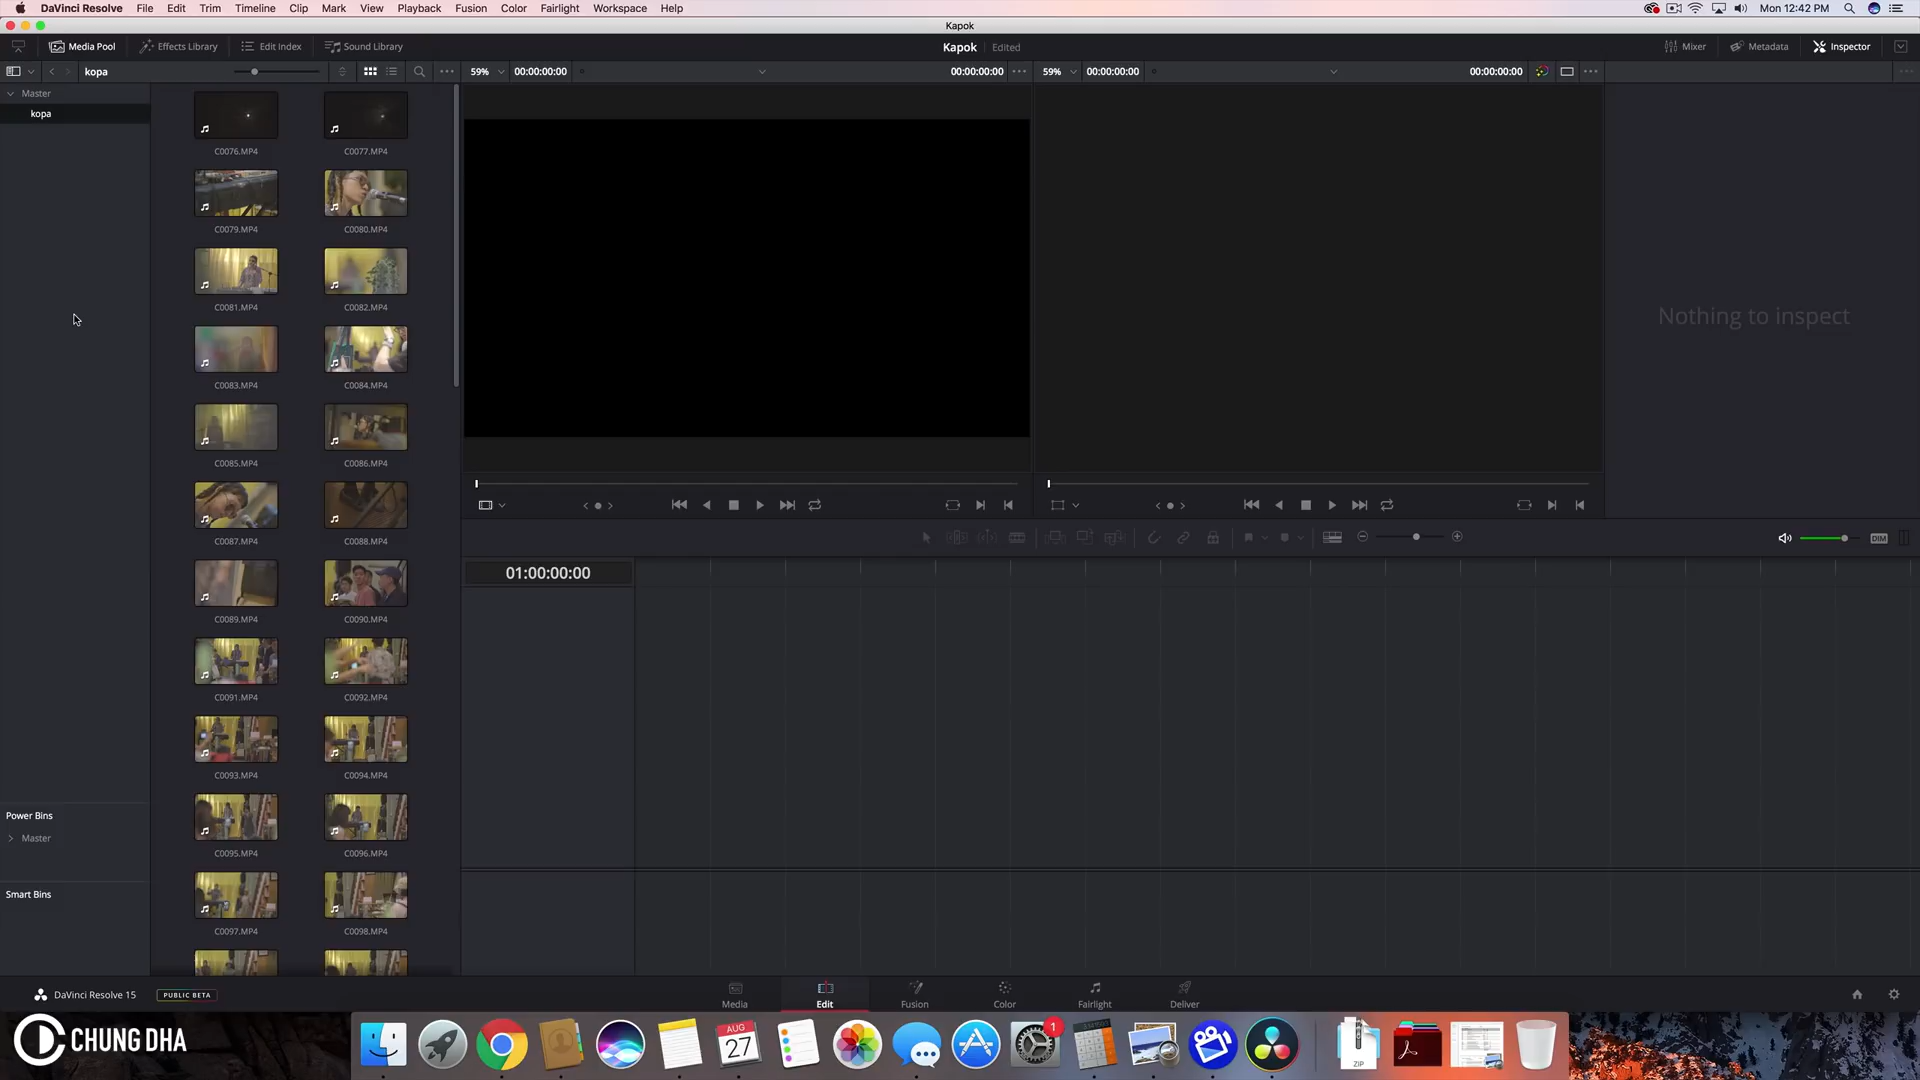 DaVinci Resolve File Edit Trim Timeline Clip Mark View Playback Fusion Color Fairlight Workspace Help Mon 12:42 PM
Kapok
Media Pool Effects Library Edit Index Sound Library Kapok Edited Mixer Metadata Inspector
kopa 59% 00:00:00:00 00:00:00:00 59% 00:00:00:00 00:00:00:00
Master
kopa
C0076.MP4 C0077.MP4
C0079.MP4 C0080.MP4
C0081.MP4 C0082.MP4
Nothing to inspect
C0083.MP4 C0084.MP4
C0085.MP4 C0086.MP4
C0087.MP4 C0088.MP4
DIM
01:00:00:00
C0089.MP4 C0090.MP4
C0091.MP4 C0092.MP4
C0093.MP4 C0094.MP4
Power Bins
Master
C0095.MP4 C0096.MP4
Smart Bins
C0097.MP4 C0098.MP4
DaVinci Resolve 15 PUBLIC BETA
Media Edit Fusion Color Fairlight Deliver
CHUNG DHA
AUG
27
1
ZIP